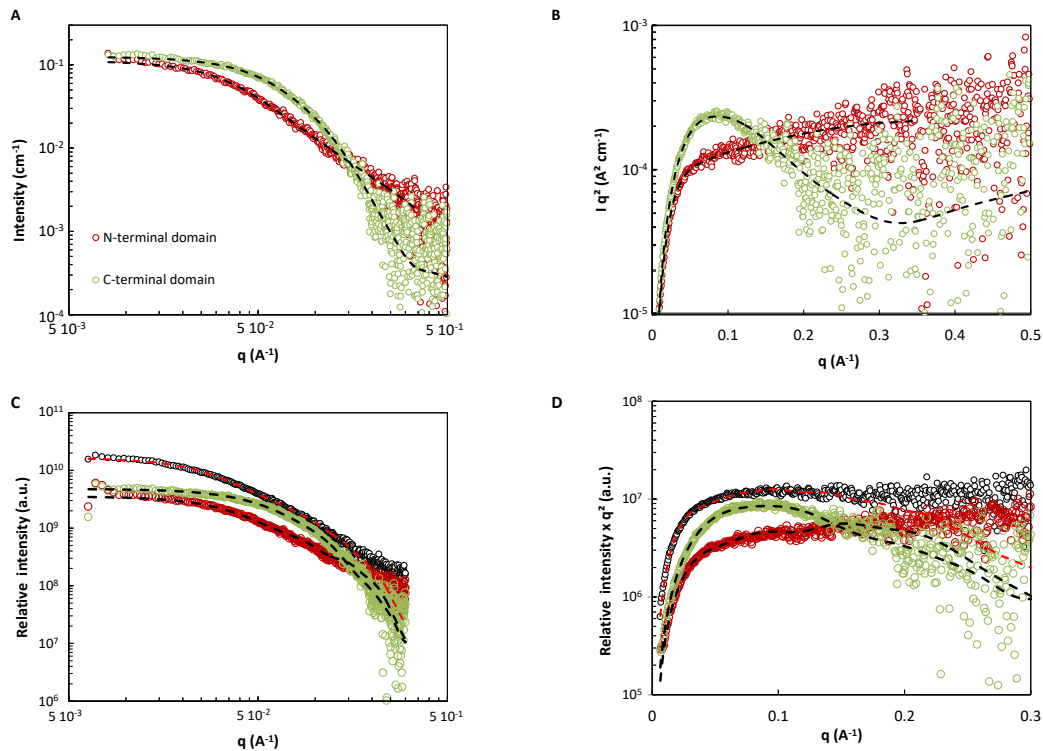 A
10⁻¹
10⁻²
10⁻³
10⁻⁴
Intensity (cm⁻¹)
N-terminal domain
C-terminal domain
5 10⁻³
5 10⁻²
5 10⁻¹
q (A⁻¹)
B
10⁻³
10⁻⁴
10⁻⁵
I q² (A² cm⁻¹)
0
0.1
0.2
0.3
0.4
0.5
q (A⁻¹)
C
10¹¹
10¹⁰
10⁹
10⁸
10⁷
10⁶
Relative intensity (a.u.)
5 10⁻³
5 10⁻²
5 10⁻¹
q (A⁻¹)
D
10⁸
10⁷
10⁶
10⁵
Relative intensity x q² (a.u.)
0
0.1
0.2
0.3
q (A⁻¹)